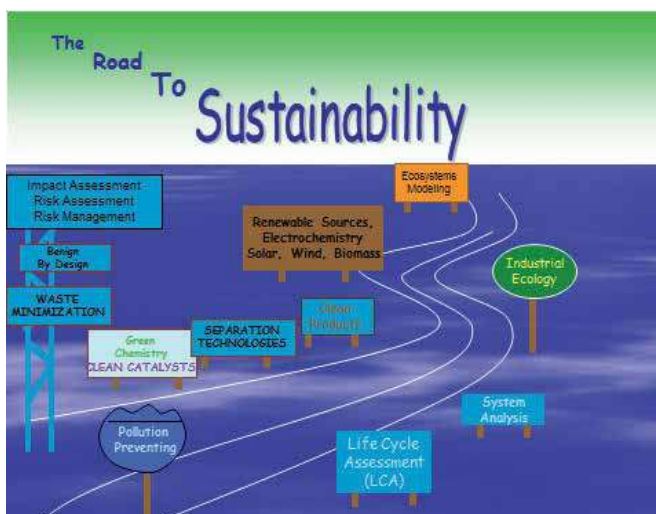 The
Road
To
Sustainability
Impact Assessment
Risk Assessment
Risk Management
Benign
By Design
WASTE
MINIMIZATION
Ecosystems
Modeling
Renewable Sources,
Electrochemistry
Solar, Wind, Biomass
Industrial
Ecology
Clean
Products
SEPARATION
TECHNOLOGIES
Green
Chemistry
CLEAN CATALYSTS
System
Analysis
Pollution
Preventing
Life Cycle
Assessment
(LCA)